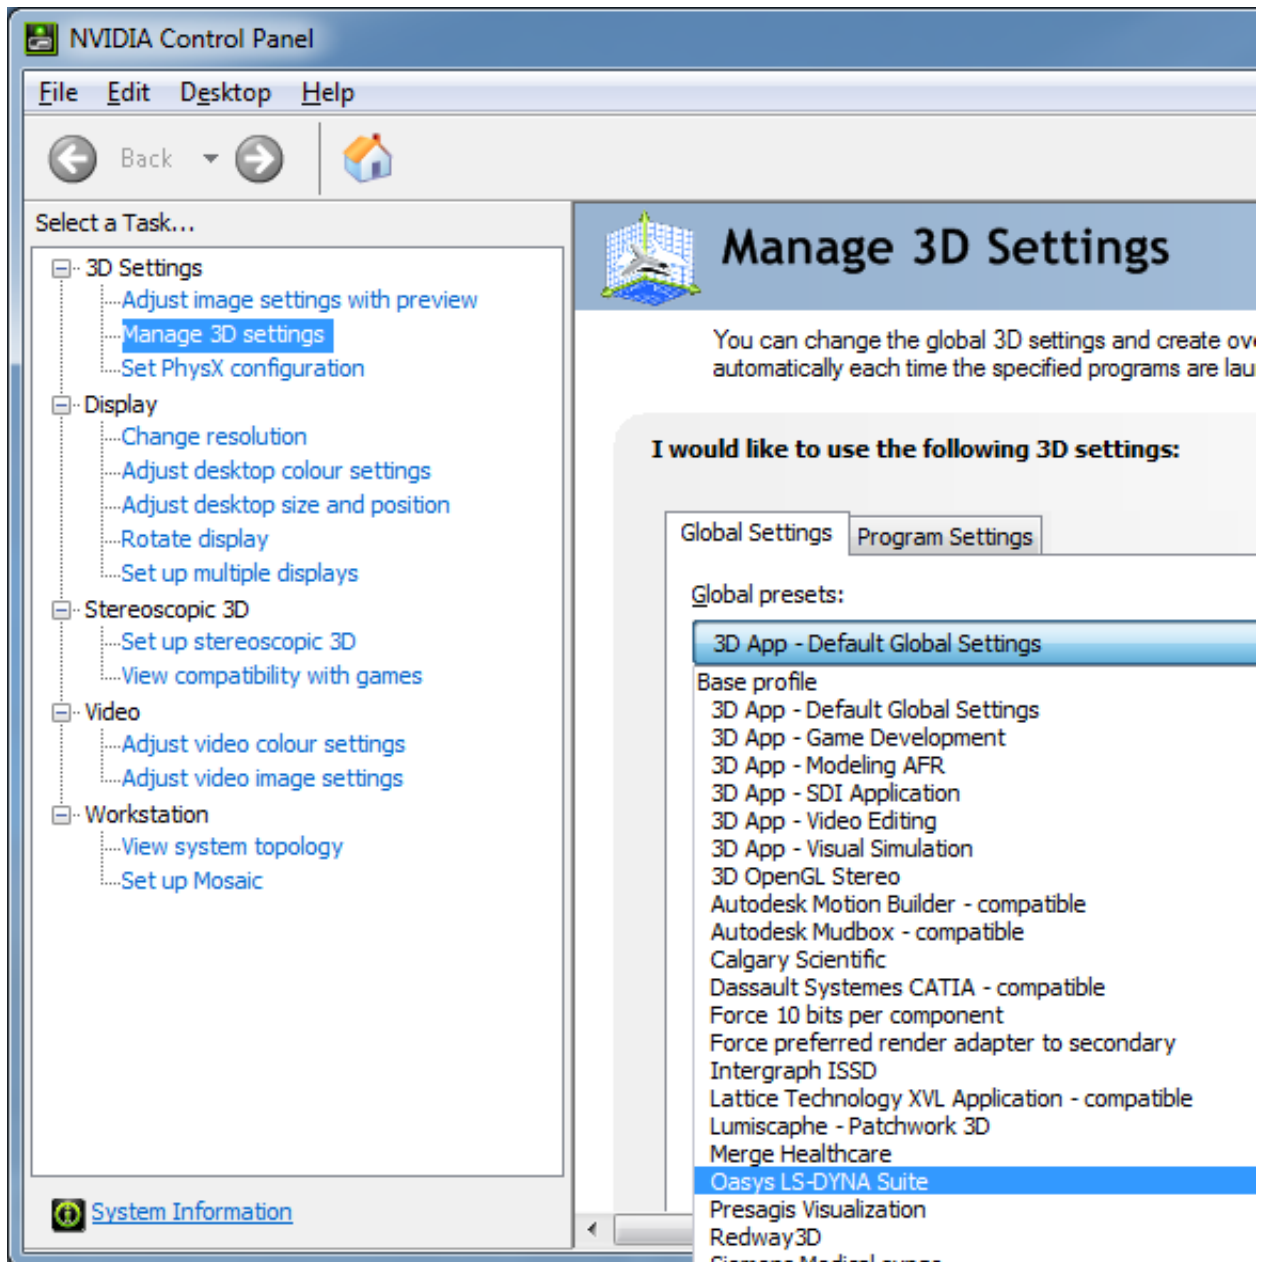 NVIDIA Control Panel
File Edit Desktop Help
Back
Select a Task...
3D Settings
Adjust image settings with preview
Manage 3D settings
Set PhysX configuration
Display
Change resolution
Adjust desktop colour settings
Adjust desktop size and position
Rotate display
Set up multiple displays
Stereoscopic 3D
Set up stereoscopic 3D
View compatibility with games
Video
Adjust video colour settings
Adjust video image settings
Workstation
View system topology
Set up Mosaic
System Information
Manage 3D Settings
You can change the global 3D settings and create
automatically each time the specified programs are
I would like to use the following 3D settings:
Global Settings Program Settings
Global presets:
3D App - Default Global Settings
Base profile
3D App - Default Global Settings
3D App - Game Development
3D App - Modeling AFR
3D App - SDI Application
3D App - Video Editing
3D App - Visual Simulation
3D OpenGL Stereo
Autodesk Motion Builder - compatible
Autodesk Mudbox - compatible
Calgary Scientific
Dassault Systemes CATIA - compatible
Force 10 bits per component
Force preferred render adapter to secondary
Intergraph ISSD
Lattice Technology XVL Application - compatible
Lumiscaphe - Patchwork 3D
Merge Healthcare
Oasys LS-DYNA Suite
Presagis Visualization
Redway3D